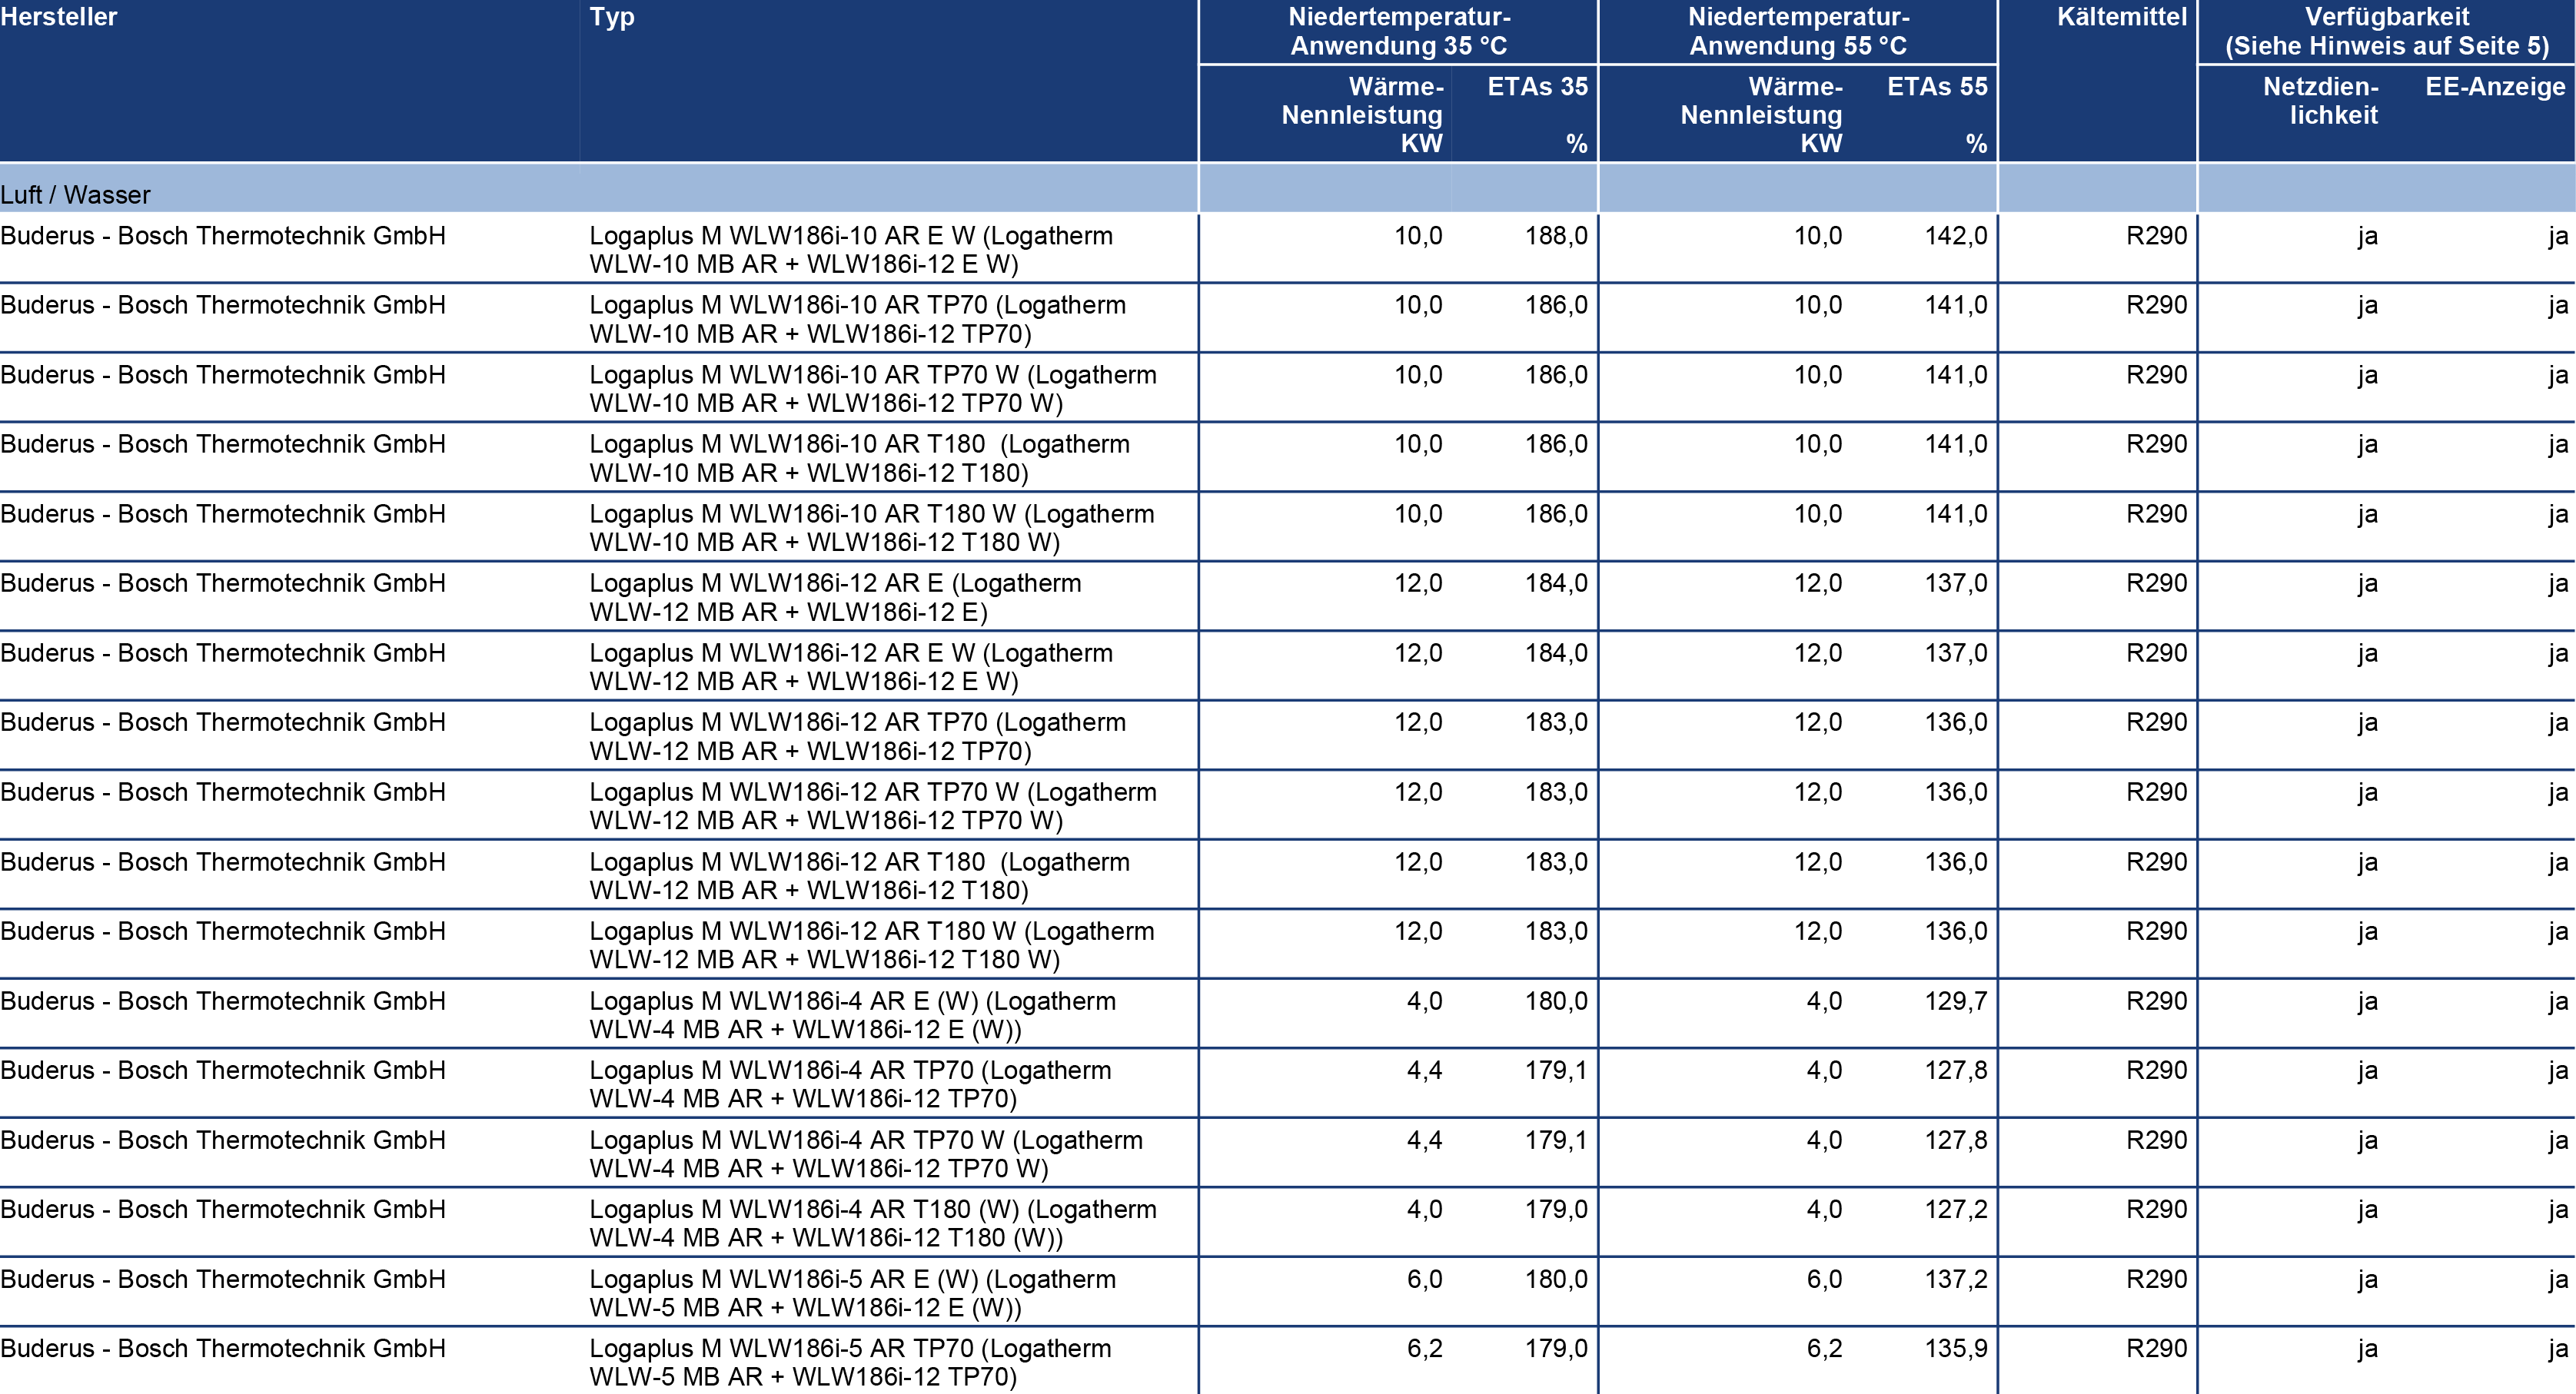 Hersteller Typ Niedertemperatur- Niedertemperatur- Kältemittel Verfügbarkeit
Anwendung 35 °C Anwendung 55 °C (Siehe Hinweis auf Seite 5)
Wärme- ETAs 35 Wärme- ETAs 55 Netzdien- EE-Anzeige
Nennleistung Nennleistung lichkeit
KW % KW %
Luft / Wasser
Buderus - Bosch Thermotechnik GmbH Logaplus M WLW186i-10 AR E W (Logatherm 10,0 188,0 10,0 142,0 R290 ja ja
WLW-10 MB AR + WLW186i-12 E W)
Buderus - Bosch Thermotechnik GmbH Logaplus M WLW186i-10 AR TP70 (Logatherm 10,0 186,0 10,0 141,0 R290 ja ja
WLW-10 MB AR + WLW186i-12 TP70)
Buderus - Bosch Thermotechnik GmbH Logaplus M WLW186i-10 AR TP70 W (Logatherm 10,0 186,0 10,0 141,0 R290 ja ja
WLW-10 MB AR + WLW186i-12 TP70 W)
Buderus - Bosch Thermotechnik GmbH Logaplus M WLW186i-10 AR T180  (Logatherm 10,0 186,0 10,0 141,0 R290 ja ja
WLW-10 MB AR + WLW186i-12 T180)
Buderus - Bosch Thermotechnik GmbH Logaplus M WLW186i-10 AR T180 W (Logatherm 10,0 186,0 10,0 141,0 R290 ja ja
WLW-10 MB AR + WLW186i-12 T180 W)
Buderus - Bosch Thermotechnik GmbH Logaplus M WLW186i-12 AR E (Logatherm 12,0 184,0 12,0 137,0 R290 ja ja
WLW-12 MB AR + WLW186i-12 E)
Buderus - Bosch Thermotechnik GmbH Logaplus M WLW186i-12 AR E W (Logatherm 12,0 184,0 12,0 137,0 R290 ja ja
WLW-12 MB AR + WLW186i-12 E W)
Buderus - Bosch Thermotechnik GmbH Logaplus M WLW186i-12 AR TP70 (Logatherm 12,0 183,0 12,0 136,0 R290 ja ja
WLW-12 MB AR + WLW186i-12 TP70)
Buderus - Bosch Thermotechnik GmbH Logaplus M WLW186i-12 AR TP70 W (Logatherm 12,0 183,0 12,0 136,0 R290 ja ja
WLW-12 MB AR + WLW186i-12 TP70 W)
Buderus - Bosch Thermotechnik GmbH Logaplus M WLW186i-12 AR T180  (Logatherm 12,0 183,0 12,0 136,0 R290 ja ja
WLW-12 MB AR + WLW186i-12 T180)
Buderus - Bosch Thermotechnik GmbH Logaplus M WLW186i-12 AR T180 W (Logatherm 12,0 183,0 12,0 136,0 R290 ja ja
WLW-12 MB AR + WLW186i-12 T180 W)
Buderus - Bosch Thermotechnik GmbH Logaplus M WLW186i-4 AR E (W) (Logatherm 4,0 180,0 4,0 129,7 R290 ja ja
WLW-4 MB AR + WLW186i-12 E (W))
Buderus - Bosch Thermotechnik GmbH Logaplus M WLW186i-4 AR TP70 (Logatherm 4,4 179,1 4,0 127,8 R290 ja ja
WLW-4 MB AR + WLW186i-12 TP70)
Buderus - Bosch Thermotechnik GmbH Logaplus M WLW186i-4 AR TP70 W (Logatherm 4,4 179,1 4,0 127,8 R290 ja ja
WLW-4 MB AR + WLW186i-12 TP70 W)
Buderus - Bosch Thermotechnik GmbH Logaplus M WLW186i-4 AR T180 (W) (Logatherm 4,0 179,0 4,0 127,2 R290 ja ja
WLW-4 MB AR + WLW186i-12 T180 (W))
Buderus - Bosch Thermotechnik GmbH Logaplus M WLW186i-5 AR E (W) (Logatherm 6,0 180,0 6,0 137,2 R290 ja ja
WLW-5 MB AR + WLW186i-12 E (W))
Buderus - Bosch Thermotechnik GmbH Logaplus M WLW186i-5 AR TP70 (Logatherm 6,2 179,0 6,2 135,9 R290 ja ja
WLW-5 MB AR + WLW186i-12 TP70)